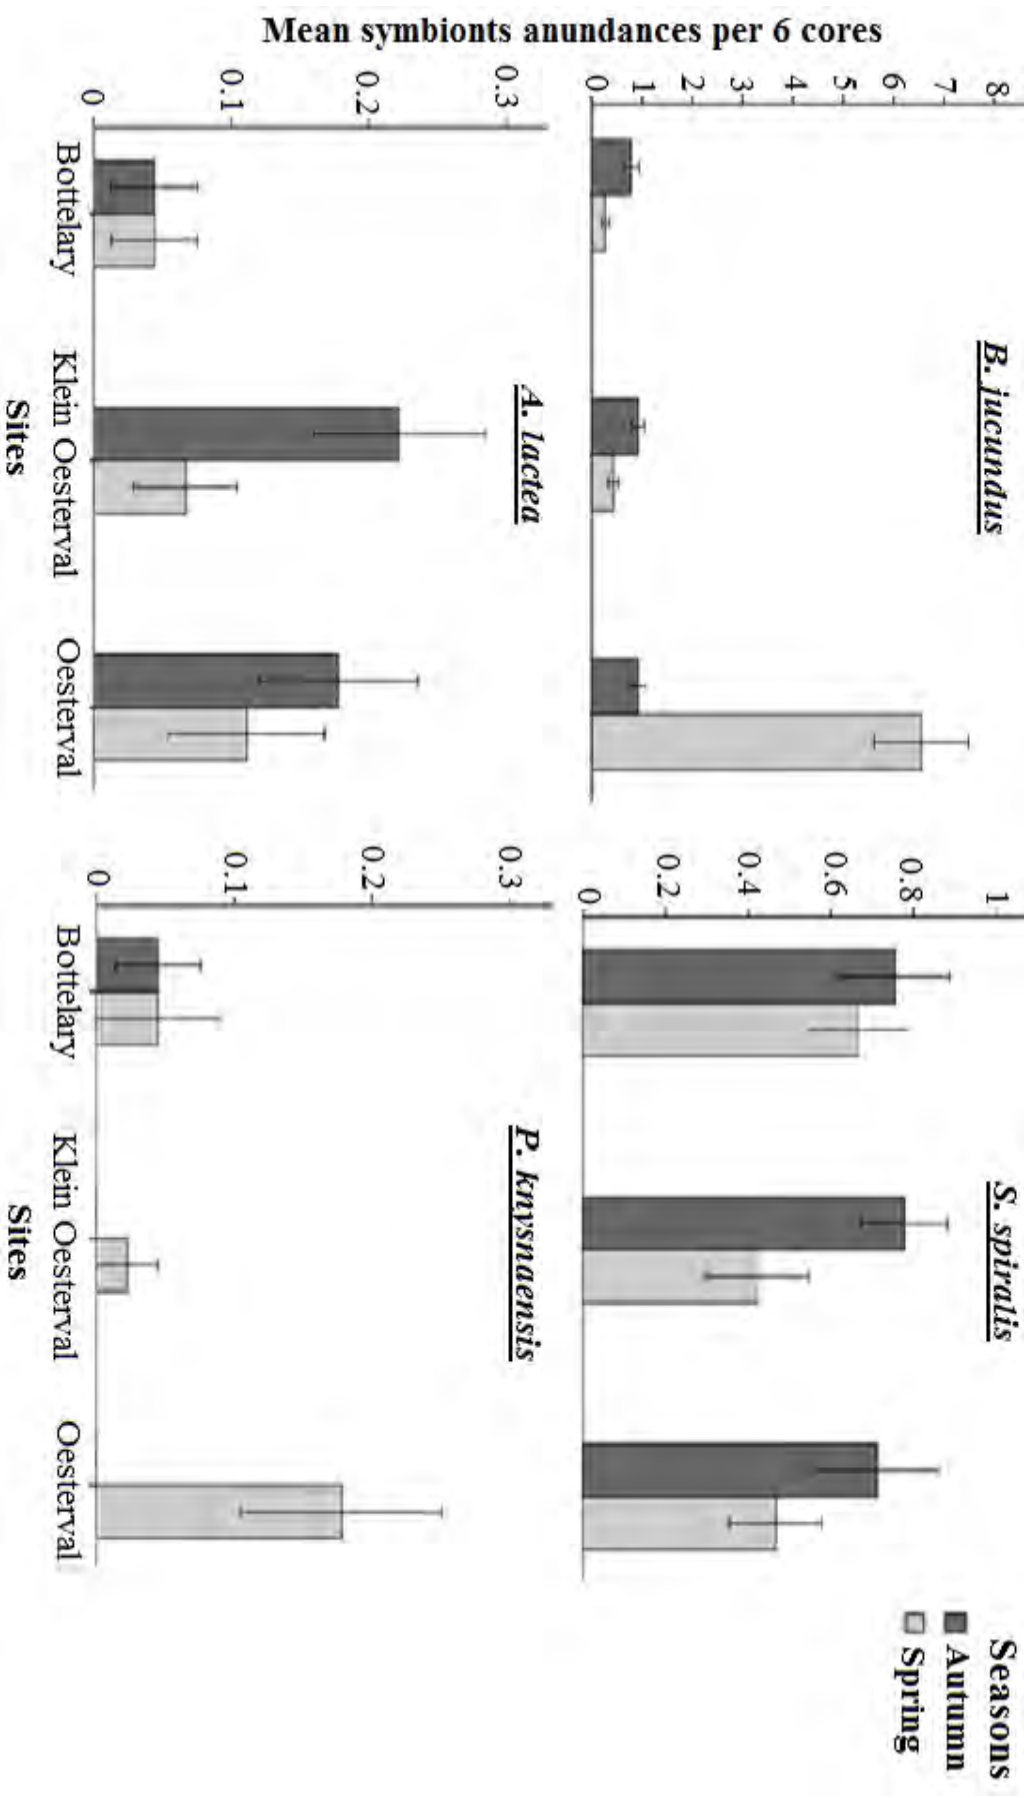 Mean symbionts anundances per 6 cores
B. jucundus
8
7
6
5
4
3
2
1
0
S. spiralis
1
0.8
0.6
0.4
0.2
0
Seasons
Autumn
Spring
A. lactea
0.3
0.2
0.1
0
Bottelary
Klein Oesterval
Oesterval
Sites
P. knysnaensis
0.3
0.2
0.1
0
Bottelary
Klein Oesterval
Oesterval
Sites